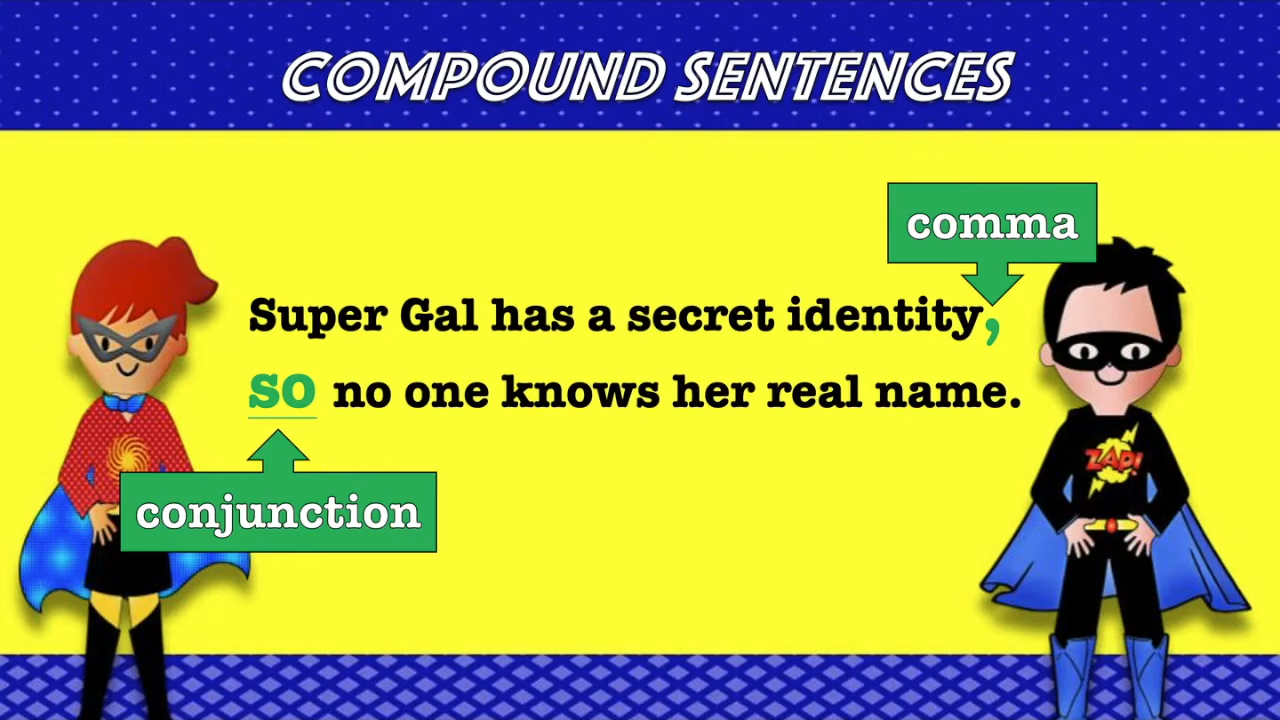 COMPOUND SENTENCES
comma
Super Gal has a secret identity,
so no one knows her real name.
ZAP!
conjunction